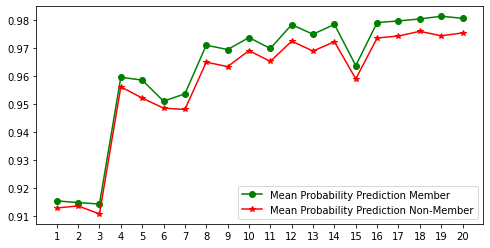 0.98
0.97
0.96
0.95
0.94
0.93
0.92
0.91
Mean Probability Prediction Member
Mean Probability Prediction Non-Member
1 2 3 4 5 6 7 8 9 10 11 12 13 14 15 16 17 18 19 20